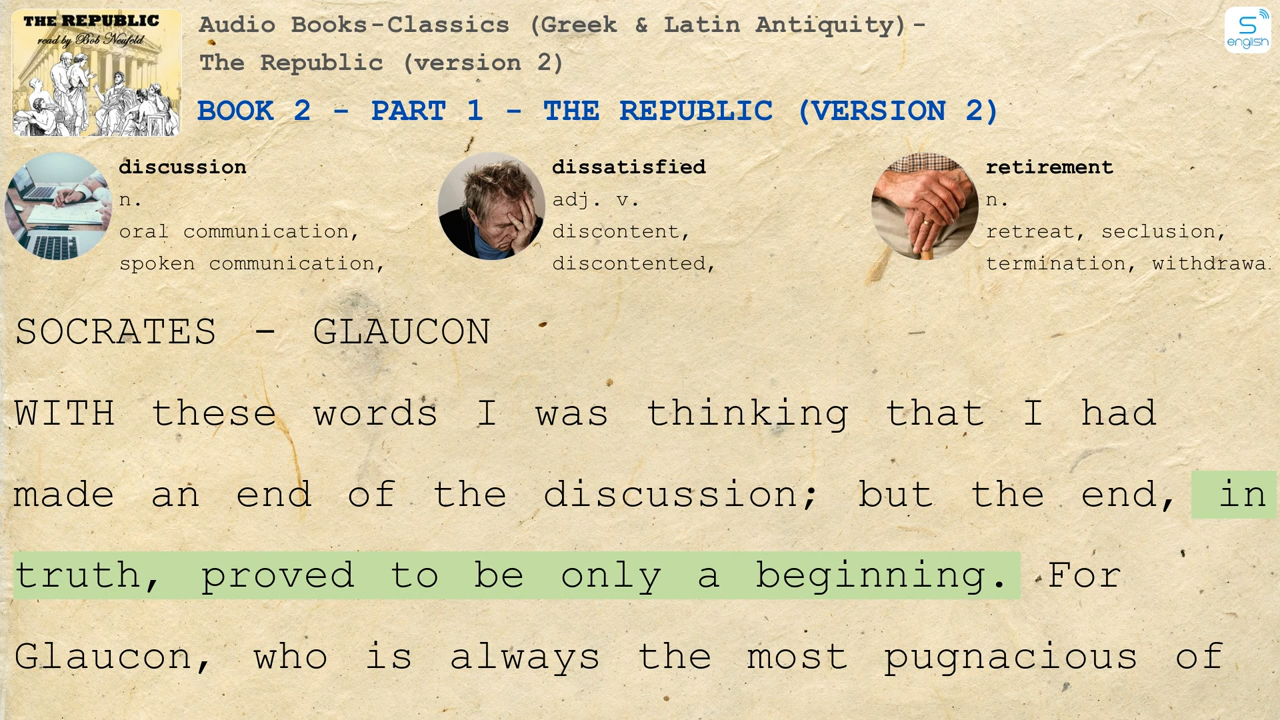 THE REPUBLIC
read by Bob Neufeld
Audio Books-Classics (Greek & Latin Antiquity)-
The Republic (version 2)
BOOK 2 - PART 1 - THE REPUBLIC (VERSION 2)
S
english
discussion
n.
oral communication,
spoken communication,
dissatisfied
adj. v.
discontent,
discontented,
retirement
n.
retreat, seclusion,
termination, withdrawa
SOCRATES - GLAUCON
WITH these words I was thinking that I had
made an end of the discussion; but the end, in
truth, proved to be only a beginning. For
Glaucon, who is always the most pugnacious of